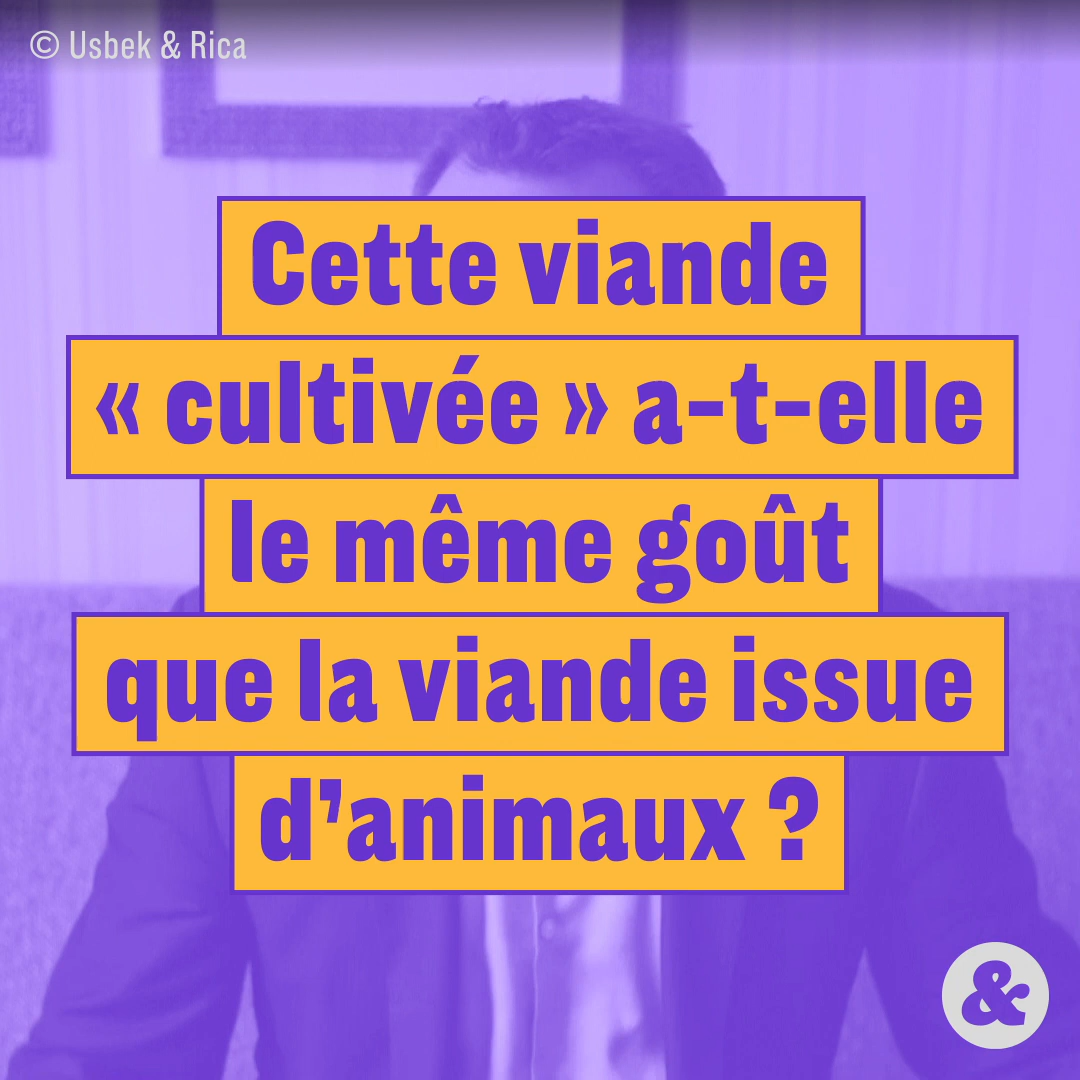 © Usbek & Rica
Cette viande
« cultivée » a-t-elle
le même goût
que la viande issue
d’animaux ?
&